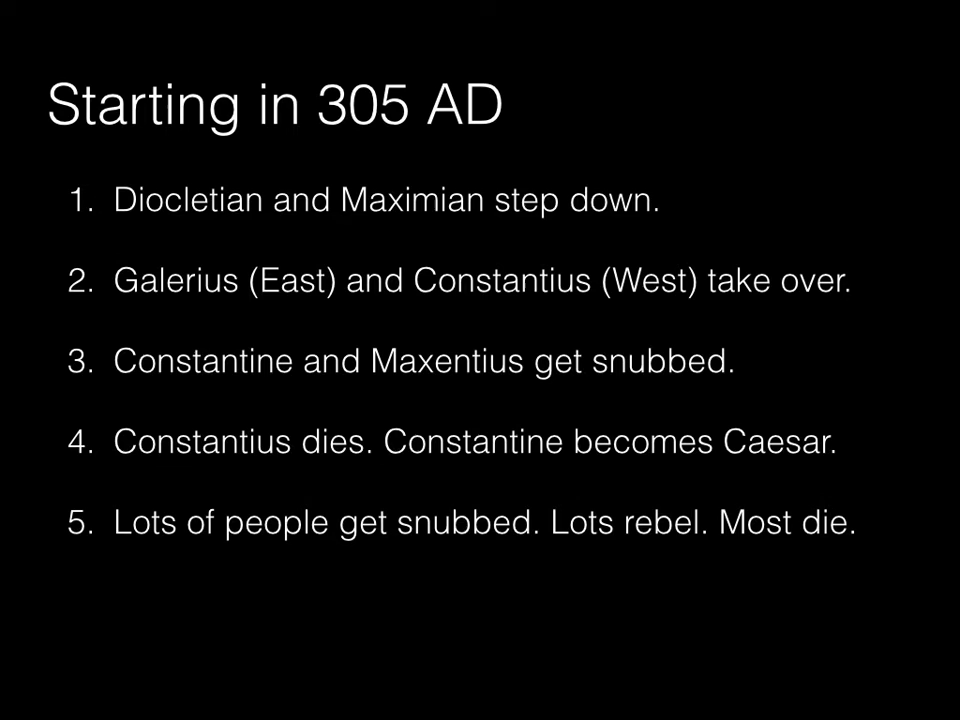 Starting in 305 AD
1. Diocletian and Maximian step down.
2. Galerius (East) and Constantius (West) take over.
3. Constantine and Maxentius get snubbed.
4. Constantius dies. Constantine becomes Caesar.
5. Lots of people get snubbed. Lots rebel. Most die.